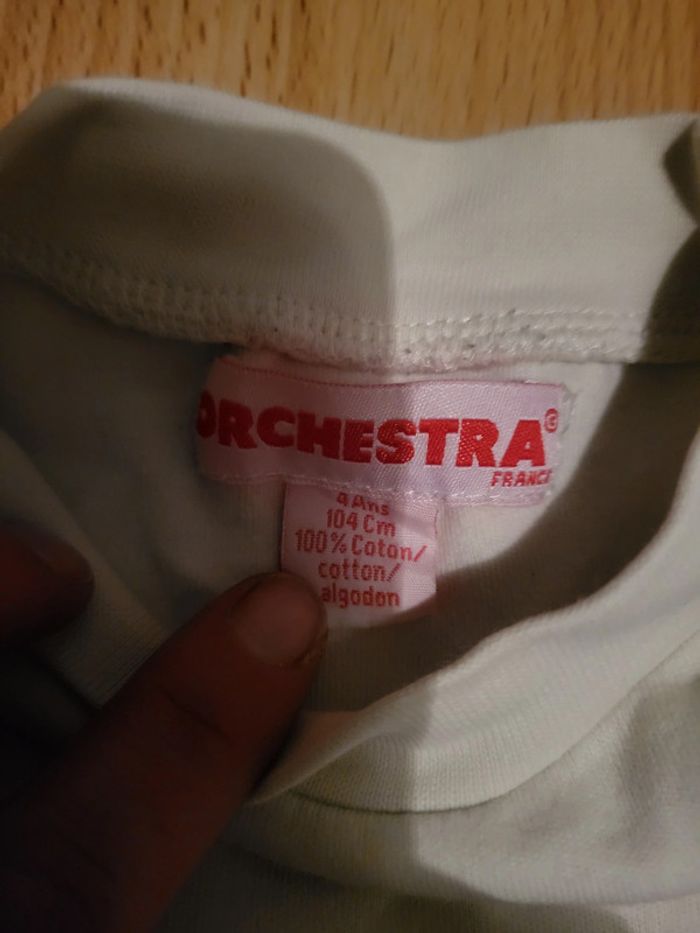 ORCHESTRA®
FRANCE
4 Ans
104 Cm
100% Coton/
cotton/
algodon